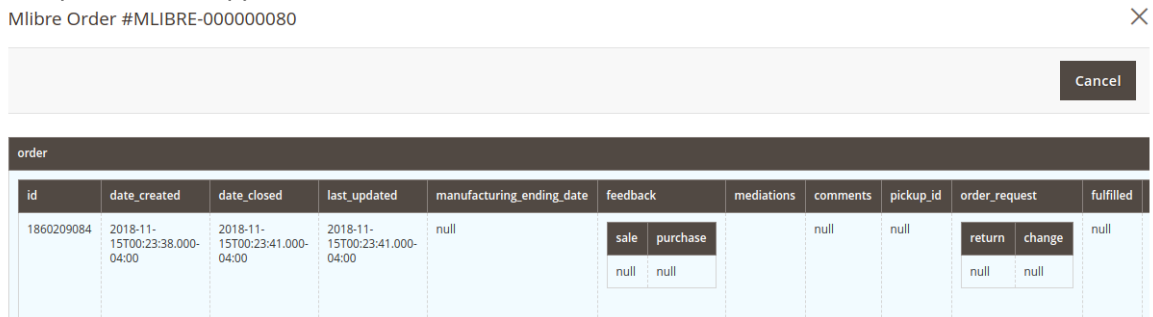 Mlibre Order #MLIBRE-000000080
Cancel
order
id date_created date_closed last_updated manufacturing_ending_date feedback mediations comments pickup_id order_request fulfilled
1860209084 2018-11- 2018-11- 2018-11- null null null null
15T00:23:38.000- 15T00:23:41.000- 15T00:23:41.000- sale purchase return change
04:00 04:00 04:00
null null null null